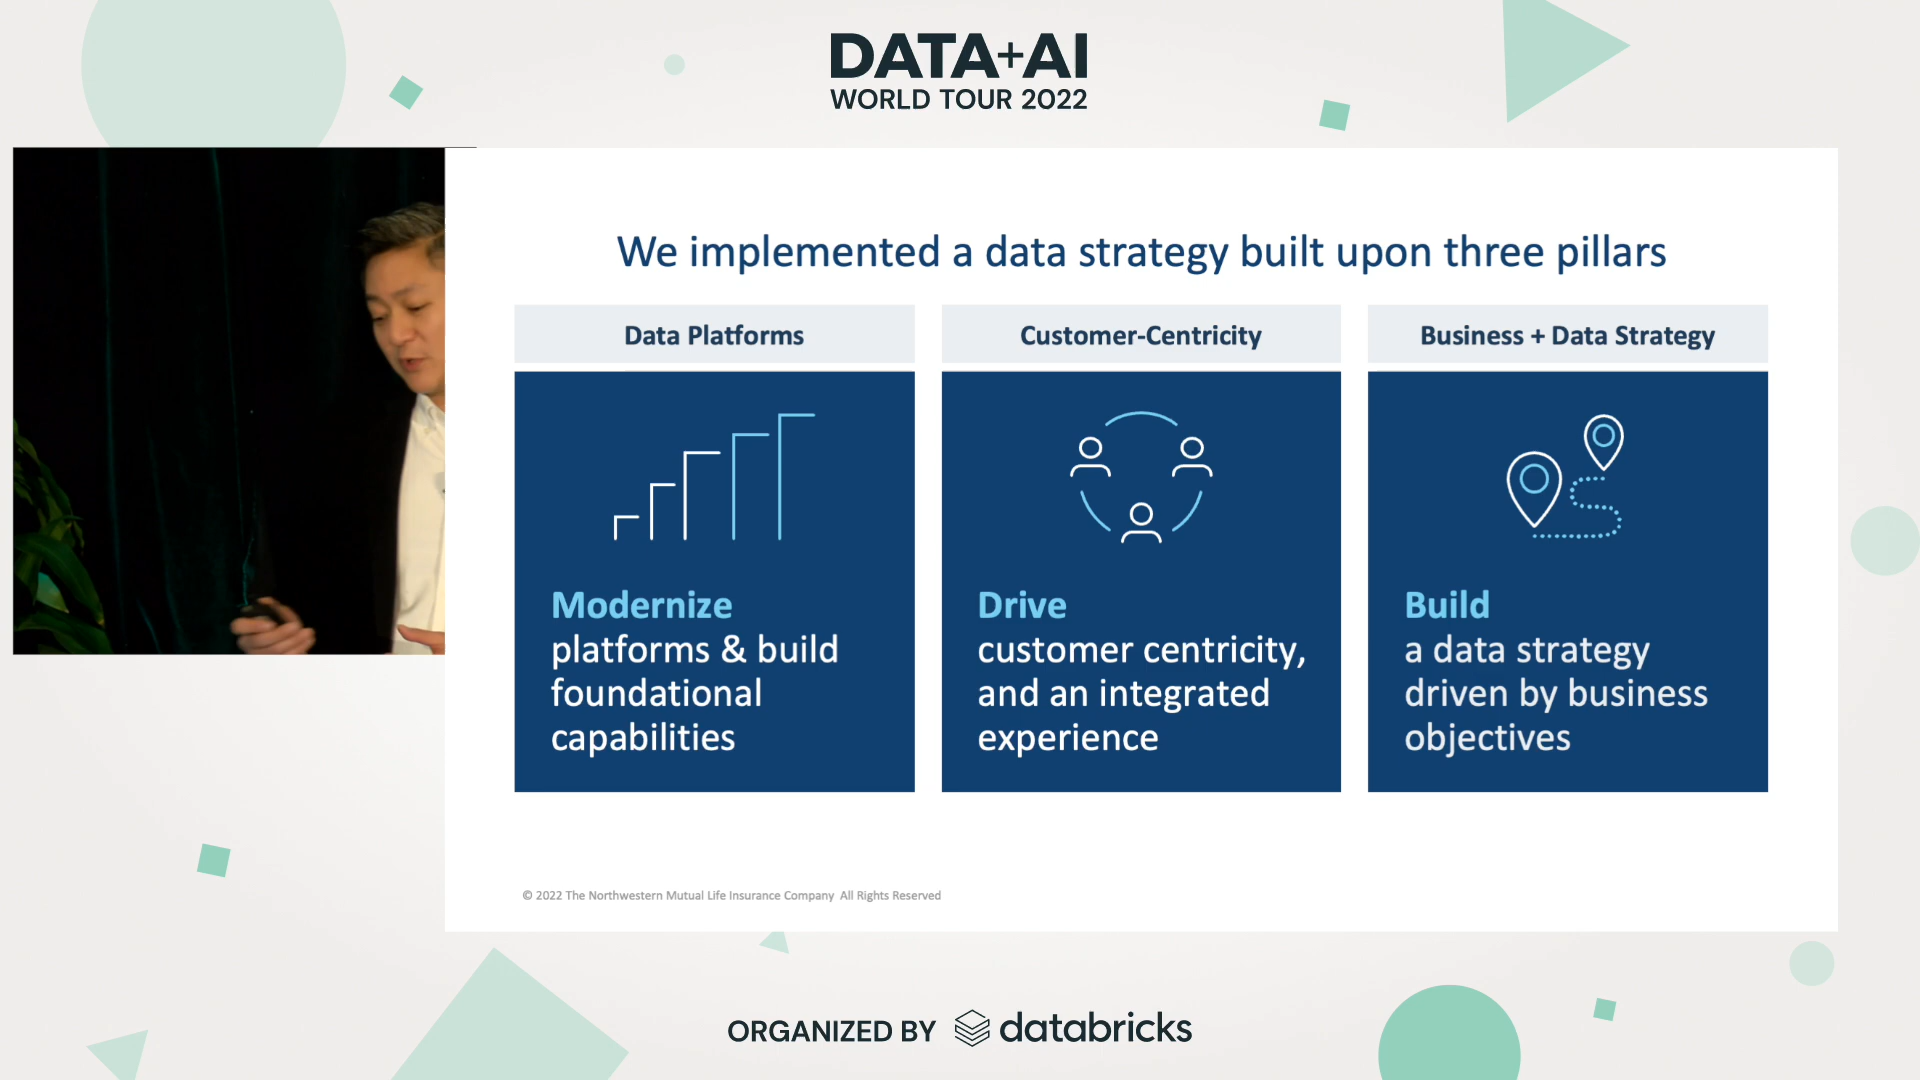 DATA+AI
WORLD TOUR 2022
We implemented a data strategy built upon three pillars
Data Platforms
Modernize
platforms & build
foundational
capabilities
Customer-Centricity
Drive
customer centricity,
and an integrated
experience
Business + Data Strategy
Build
a data strategy
driven by business
objectives
© 2022 The Northwestern Mutual Life Insurance Company All Rights Reserved
ORGANIZED BY databricks